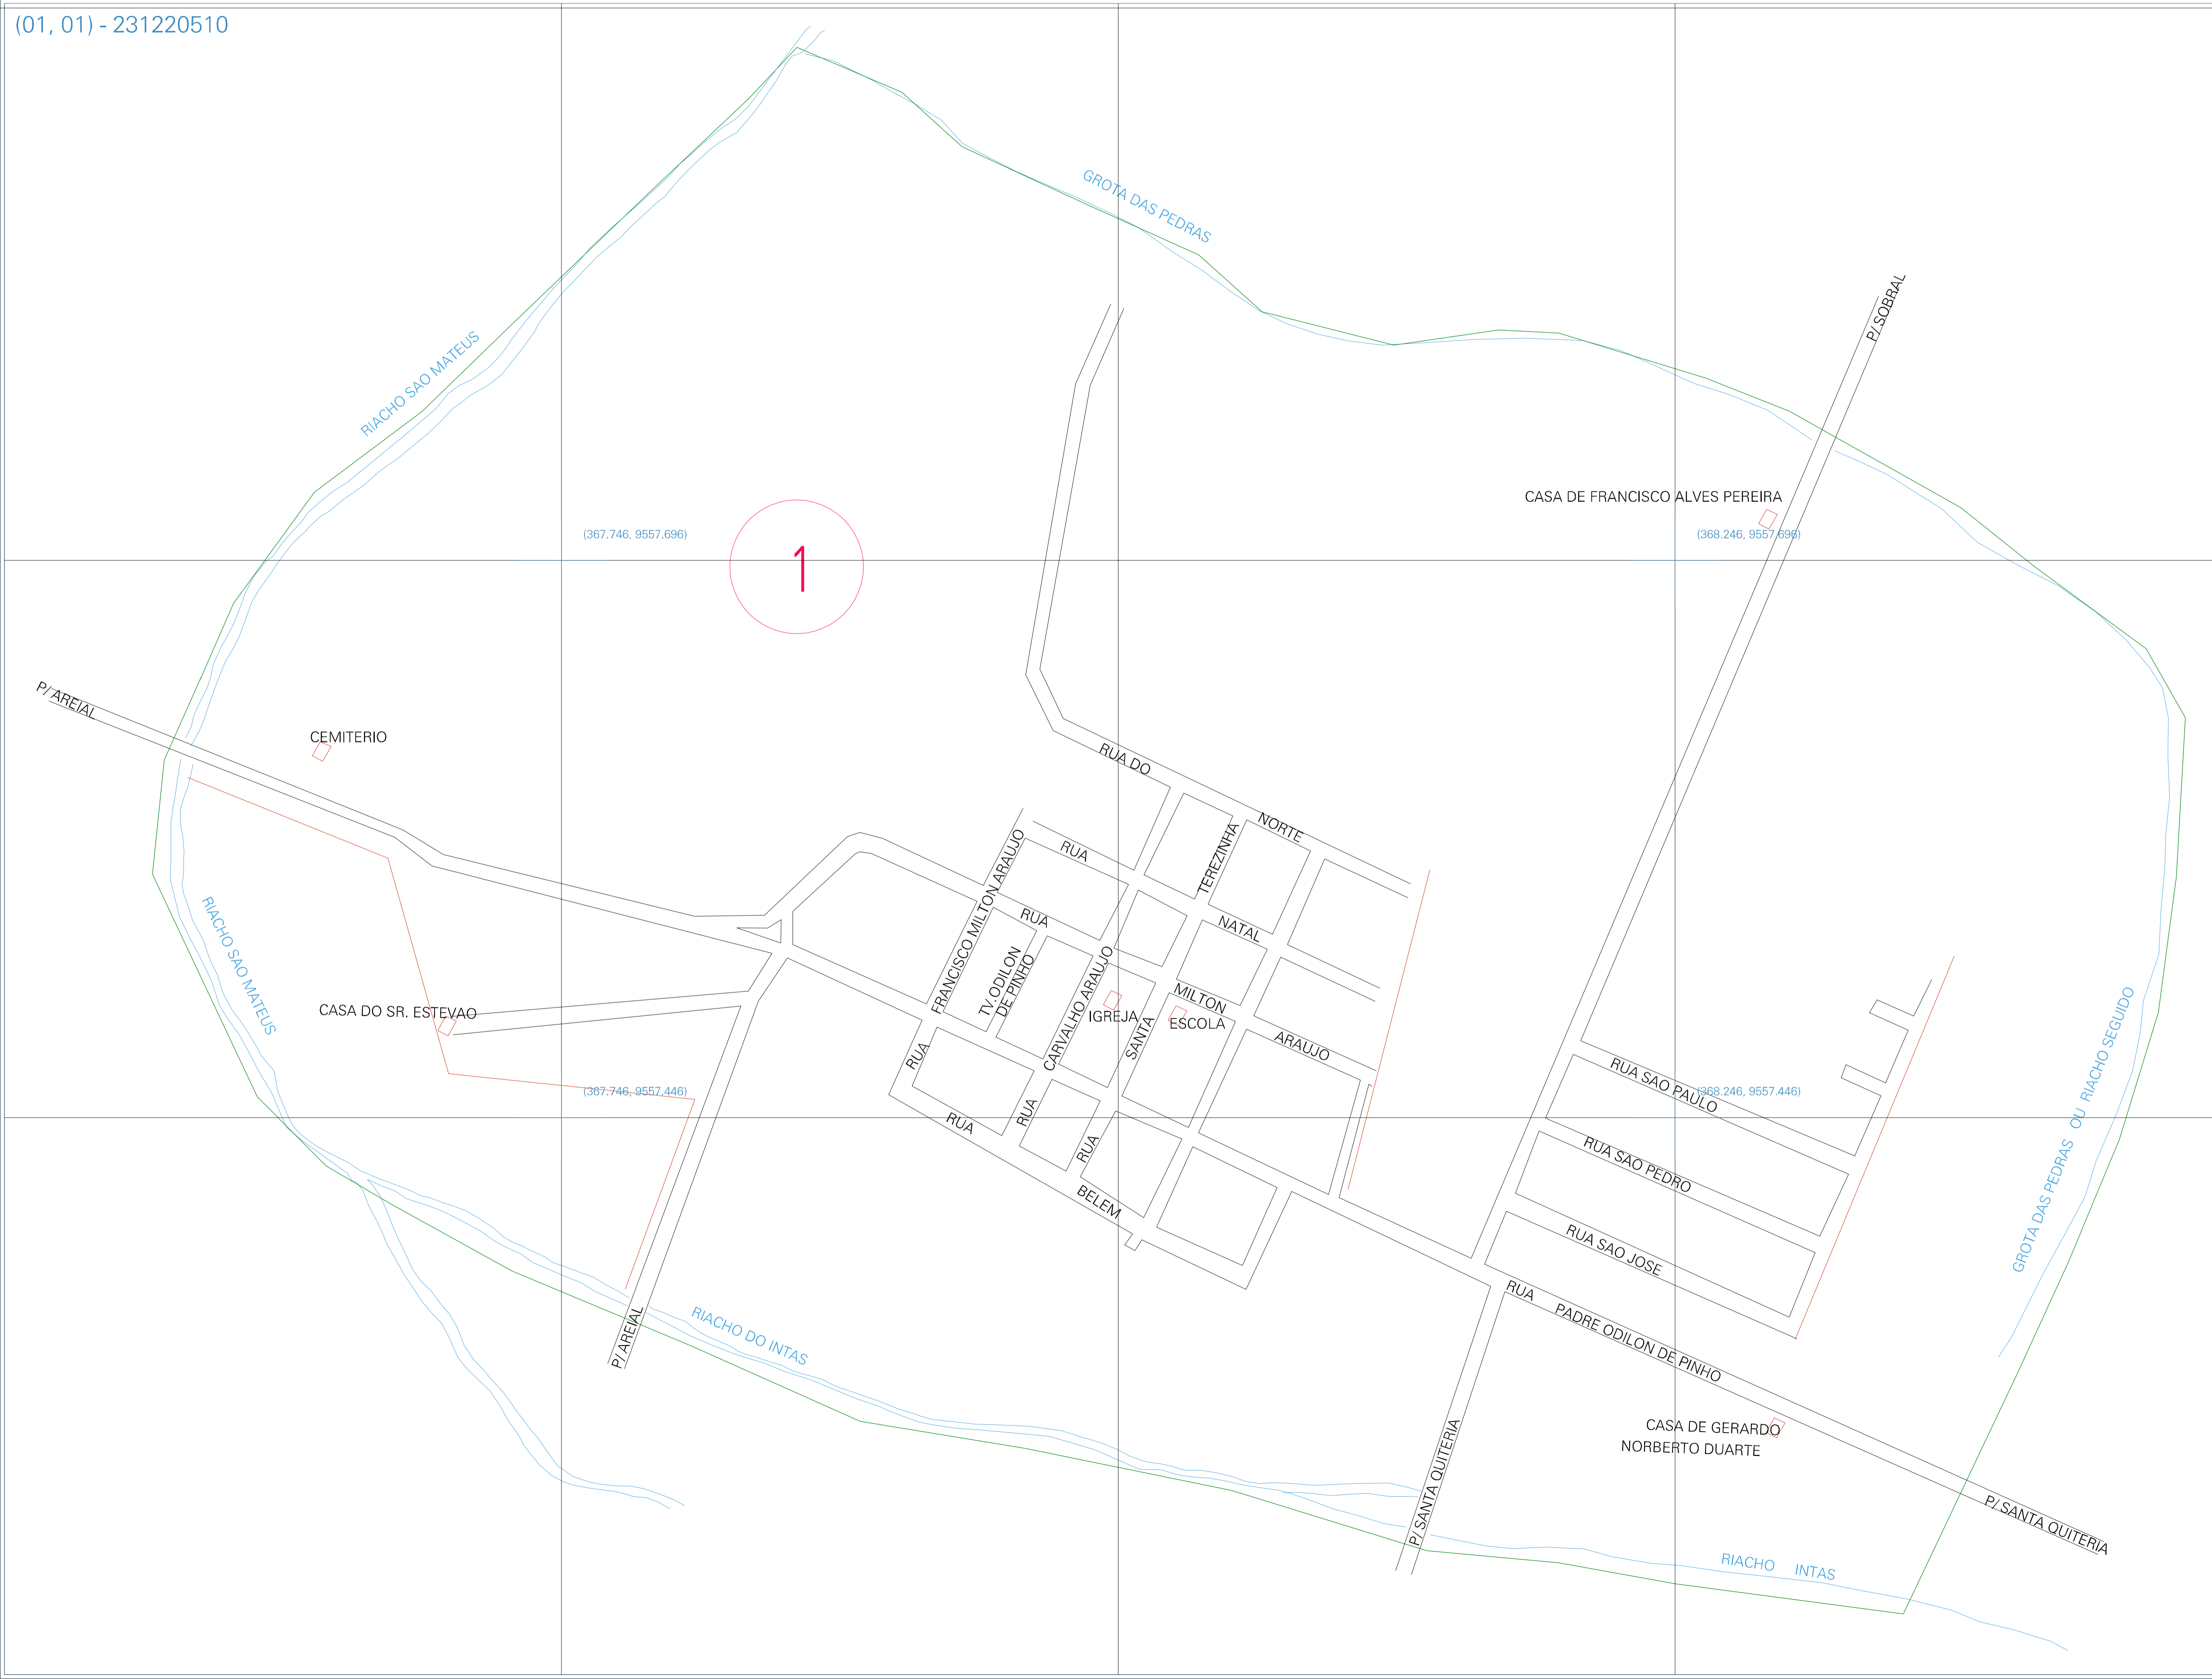 (01, 01) - 231220510
GROTA DAS PEDRAS
P/ SOBRAL
RIACHO SAO MATEUS
CASA DE FRANCISCO ALVES PEREIRA
(367.746, 9557.696)
(368.246, 9557.696)
1
P/ AREIAL
CEMITERIO
RUA DO
NORTE
RUA
TEREZINHA
FRANCISCO MILTON ARAUJO
RUA
NATAL
RIACHO SAO MATEUS
TV. ODILON
DE PINHO
CARVALHO ARAUJO
MILTON
CASA DO SR. ESTEVAO
IGREJA
ESCOLA
SANTA
ARAUJO
RUA
GROTA DAS PEDRAS OU RIACHO SEGUIDO
RUA SAO PAULO
(367.746, 9557.446)
(368.246, 9557.446)
RUA
RUA
RUA
RUA SAO PEDRO
BELEM
RUA SAO JOSE
RUA PADRE ODILON DE PINHO
P/ AREIAL
RIACHO DO INTAS
CASA DE GERARDO
NORBERTO DUARTE
P/ SANTA QUITERIA
P/ SANTA QUITERIA
RIACHO INTAS